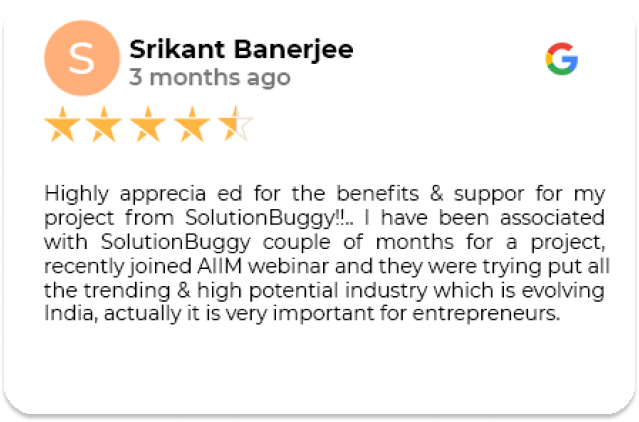 S
Srikant Banerjee
3 months ago
G
Highly apprecia ed for the benefits & suppor for my
project from SolutionBuggy!!.. I have been associated
with SolutionBuggy couple of months for a project,
recently joined AIIM webinar and they were trying put all
the trending & high potential industry which is evolving
India, actually it is very important for entrepreneurs.